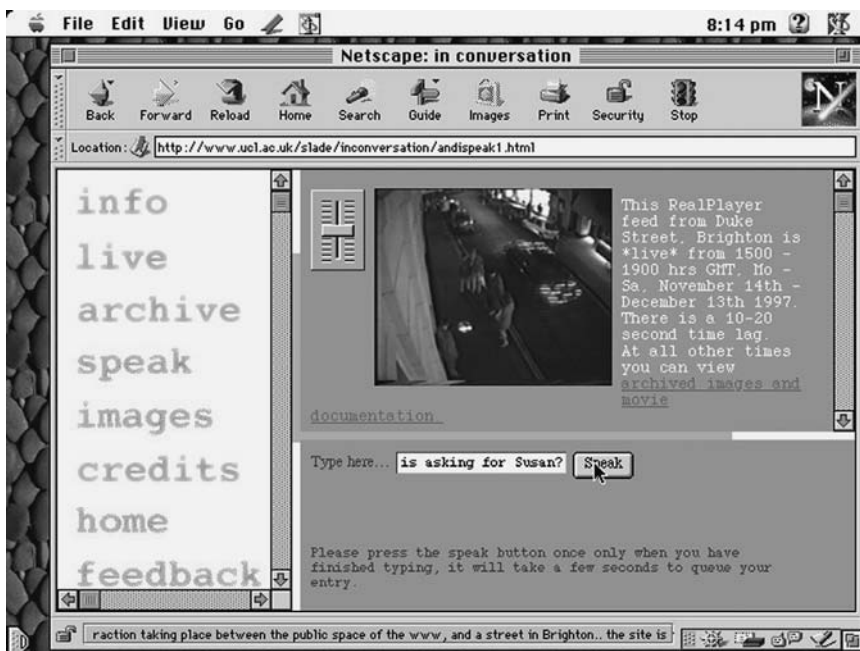 File Edit View Go
8:14 pm
Netscape: in conversation
Back Forward Reload Home Search Guide Images Print Security Stop
N
Location: http://www.ucl.ac.uk/slade/inconversation/andispeak1.html
info
live
archive
speak
images
credits
home
feedback
This RealPlayer
feed from Duke
Street, Brighton is
*live* from 1500 -
1900 hrs GMT, Mo -
Sa, November 14th -
December 13th 1997.
There is a 10-20
second time lag.
At all other times
you can view
archived images and
movie
documentation
Type here... is asking for Susan? Speak
Please press the speak button once only when you have
finished typing, it will take a few seconds to queue your
entry.
raction taking place between the public space of the www, and a street in Brighton.. the site is